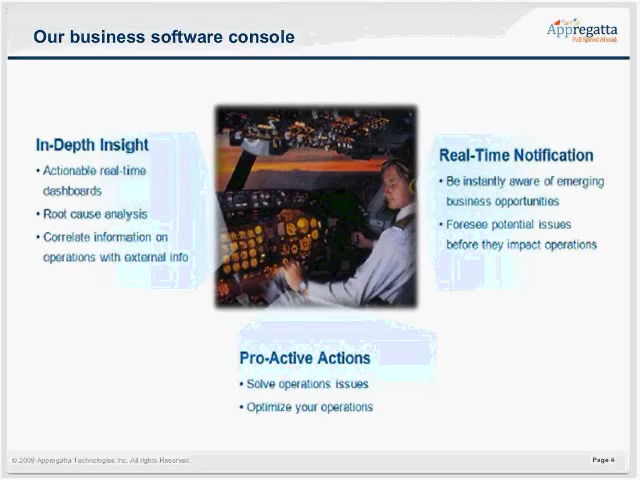 Our business software console
Appregatta
Full Speed Ahead.
In-Depth Insight
• Actionable real-time
dashboards
• Root cause analysis
• Correlate information on
operations with external info
Real-Time Notification
• Be instantly aware of emerging
business opportunities
• Foresee potential issues
before they impact operations
Pro-Active Actions
• Solve operations issues
• Optimize your operations
© 2009 Appregatta Technologies Inc. All rights Reserved.
Page 4